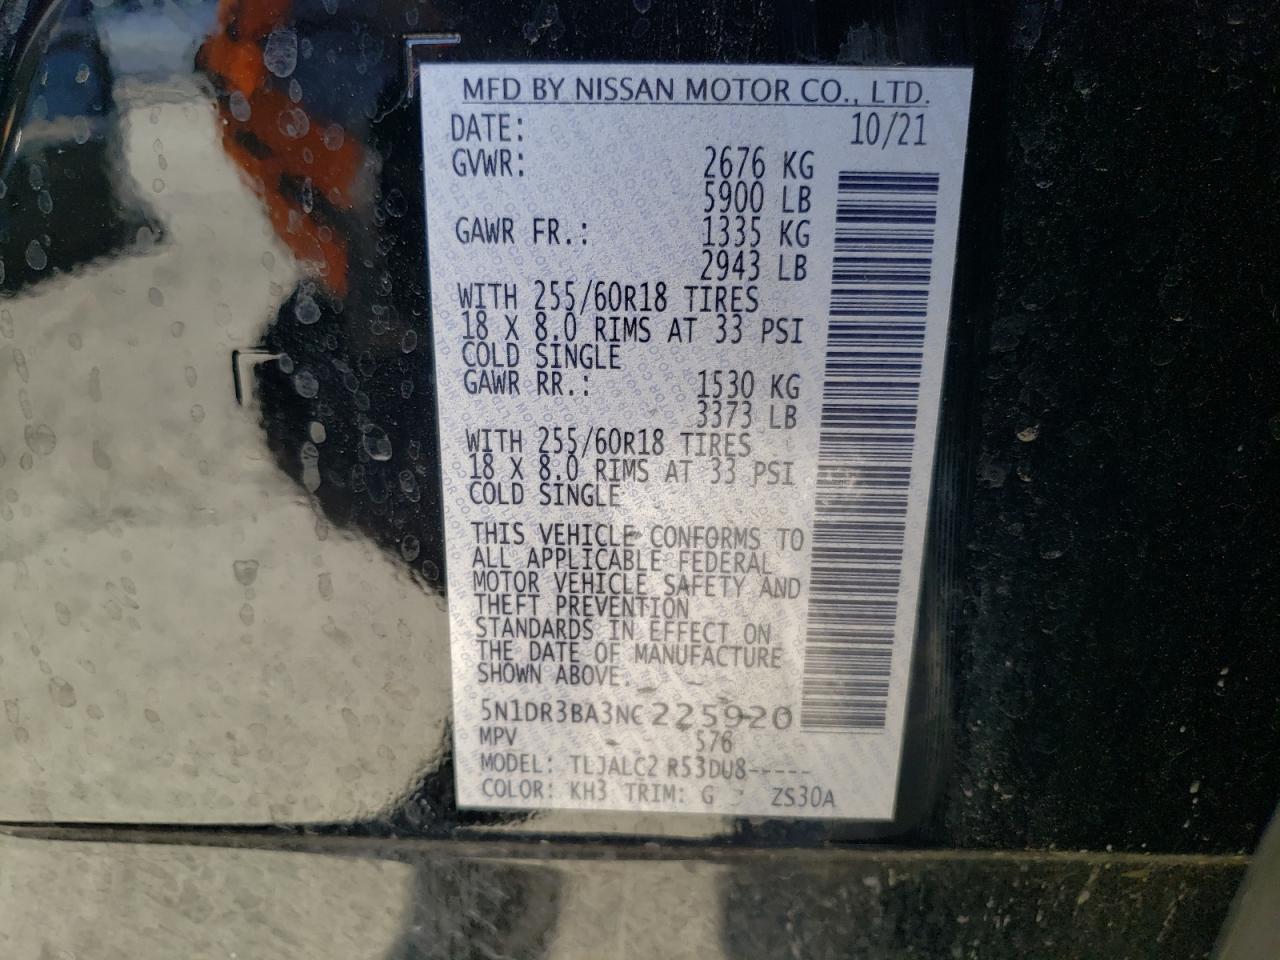 MFD BY NISSAN MOTOR CO., LTD.
DATE: 10/21
GVWR: 2676 KG
5900 LB
GAWR FR.: 1335 KG
2943 LB
WITH 255/60R18 TIRES
18 X 8.0 RIMS AT 33 PSI
COLD SINGLE
GAWR RR.: 1530 KG
3373 LB
WITH 255/60R18 TIRES
18 X 8.0 RIMS AT 33 PSI
COLD SINGLE
THIS VEHICLE CONFORMS TO
ALL APPLICABLE FEDERAL
MOTOR VEHICLE SAFETY AND
THEFT PREVENTION
STANDARDS IN EFFECT ON
THE DATE OF MANUFACTURE
SHOWN ABOVE.
5N1DR3BA3NC225920
MPV 576
MODEL: TLJALC2 R53DU8-----
COLOR: KH3 TRIM: G ZS30A